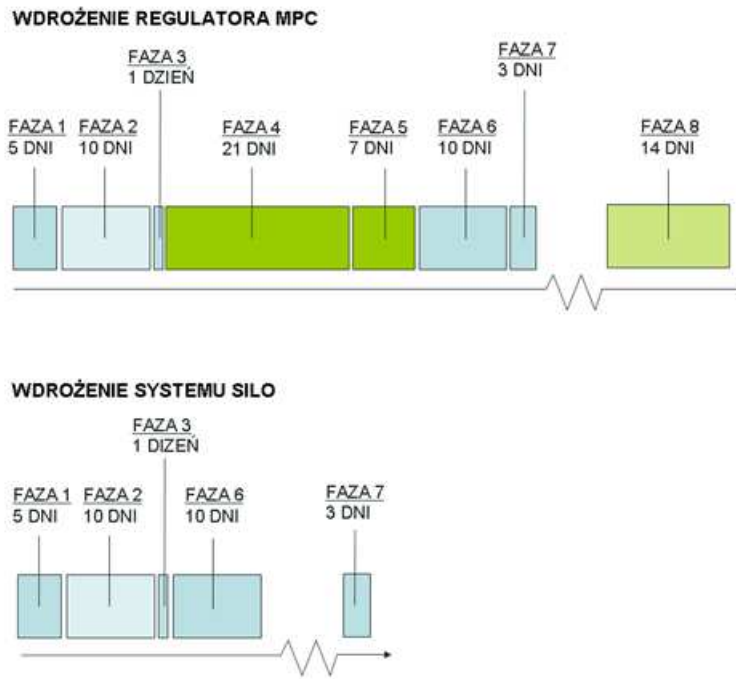 WDROŻENIE REGULATORA MPC
FAZA 3
1 DZIEŃ
FAZA 7
3 DNI
FAZA 1
5 DNI
FAZA 2
10 DNI
FAZA 4
21 DNI
FAZA 5
7 DNI
FAZA 6
10 DNI
FAZA 8
14 DNI
WDROŻENIE SYSTEMU SILO
FAZA 3
1 DIZEŃ
FAZA 1
5 DNI
FAZA 2
10 DNI
FAZA 6
10 DNI
FAZA 7
3 DNI